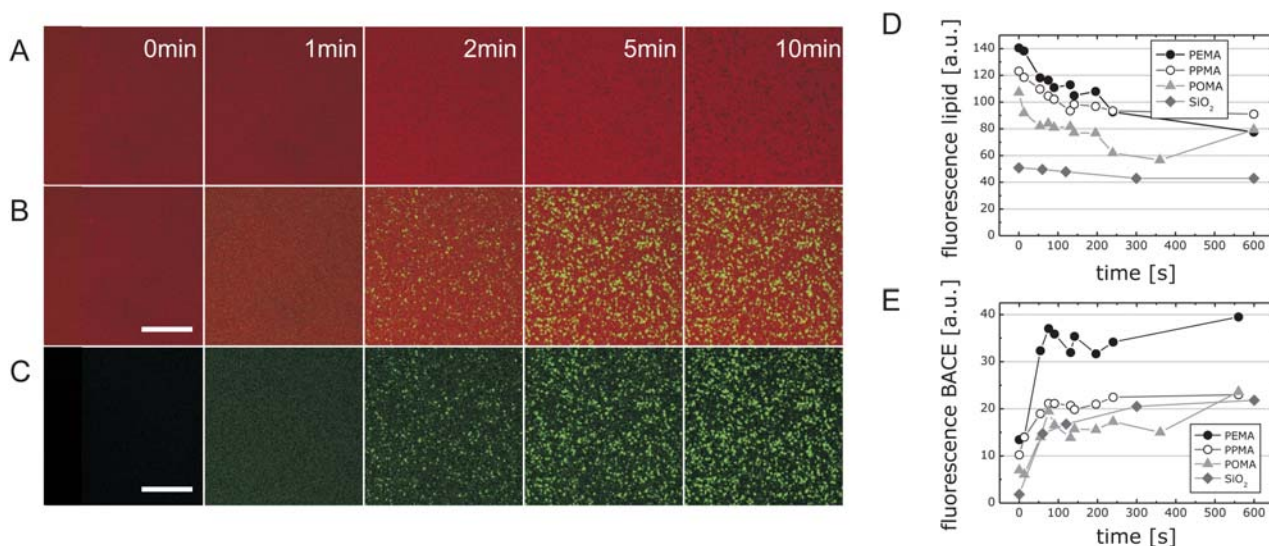 A
0min
1min
2min
5min
10min
B
C
D
fluorescence lipid [a.u.]
140
120
100
80
60
40
20
0
PEMA
PPMA
POMA
SiO₂
0 100 200 300 400 500 600
time [s]
E
fluorescence BACE [a.u.]
40
30
20
10
0
PEMA
PPMA
POMA
SiO₂
0 100 200 300 400 500 600
time [s]